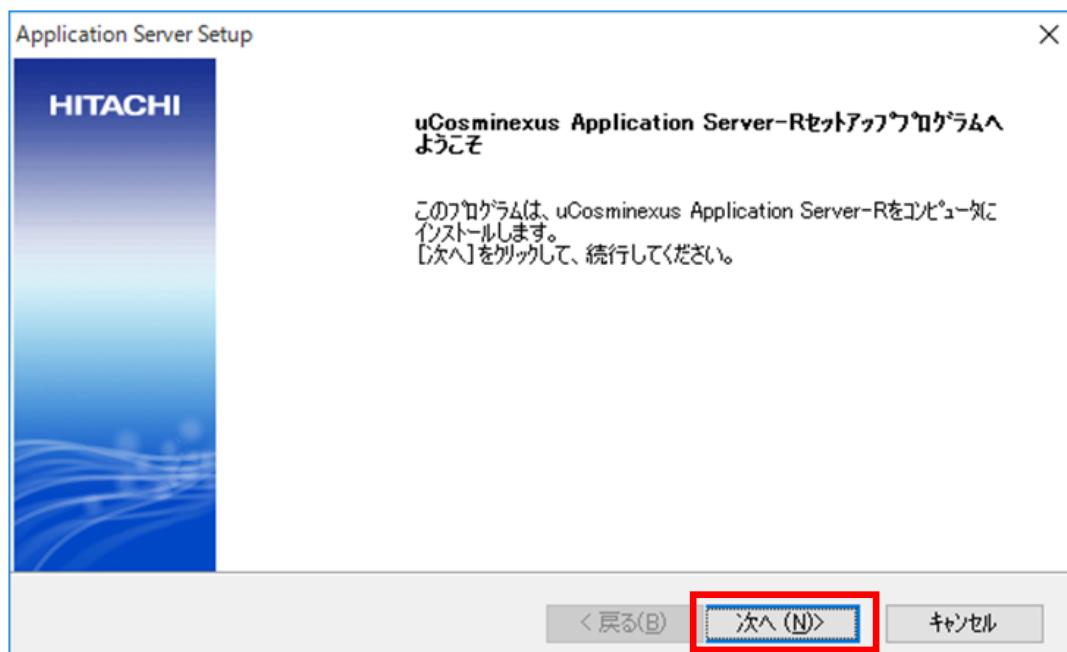 Application Server Setup
HITACHI
uCosminexus Application Server-Rｾｯﾄｱｯﾌﾟﾌﾟﾛｸﾞﾗﾑへ
ようこそ
このﾌﾟﾛｸﾞﾗﾑは、uCosminexus Application Server-Rをｺﾝﾋﾟｭｰﾀに
ｲﾝｽﾄｰﾙします。
[次へ]をｸﾘｯｸして、続行してください。
< 戻る(B)
次へ (N)>
ｷｬﾝｾﾙ